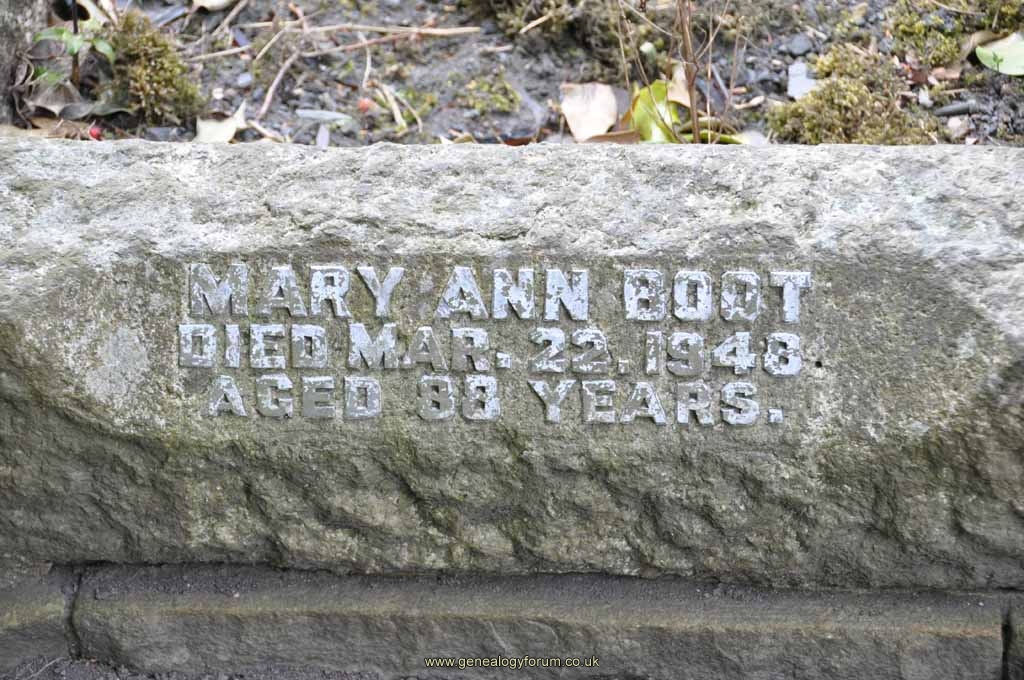 MARY ANN BOOT
DIED MAR. 22. 1948.
AGED 88 YEARS.
www.genealogyforum.co.uk